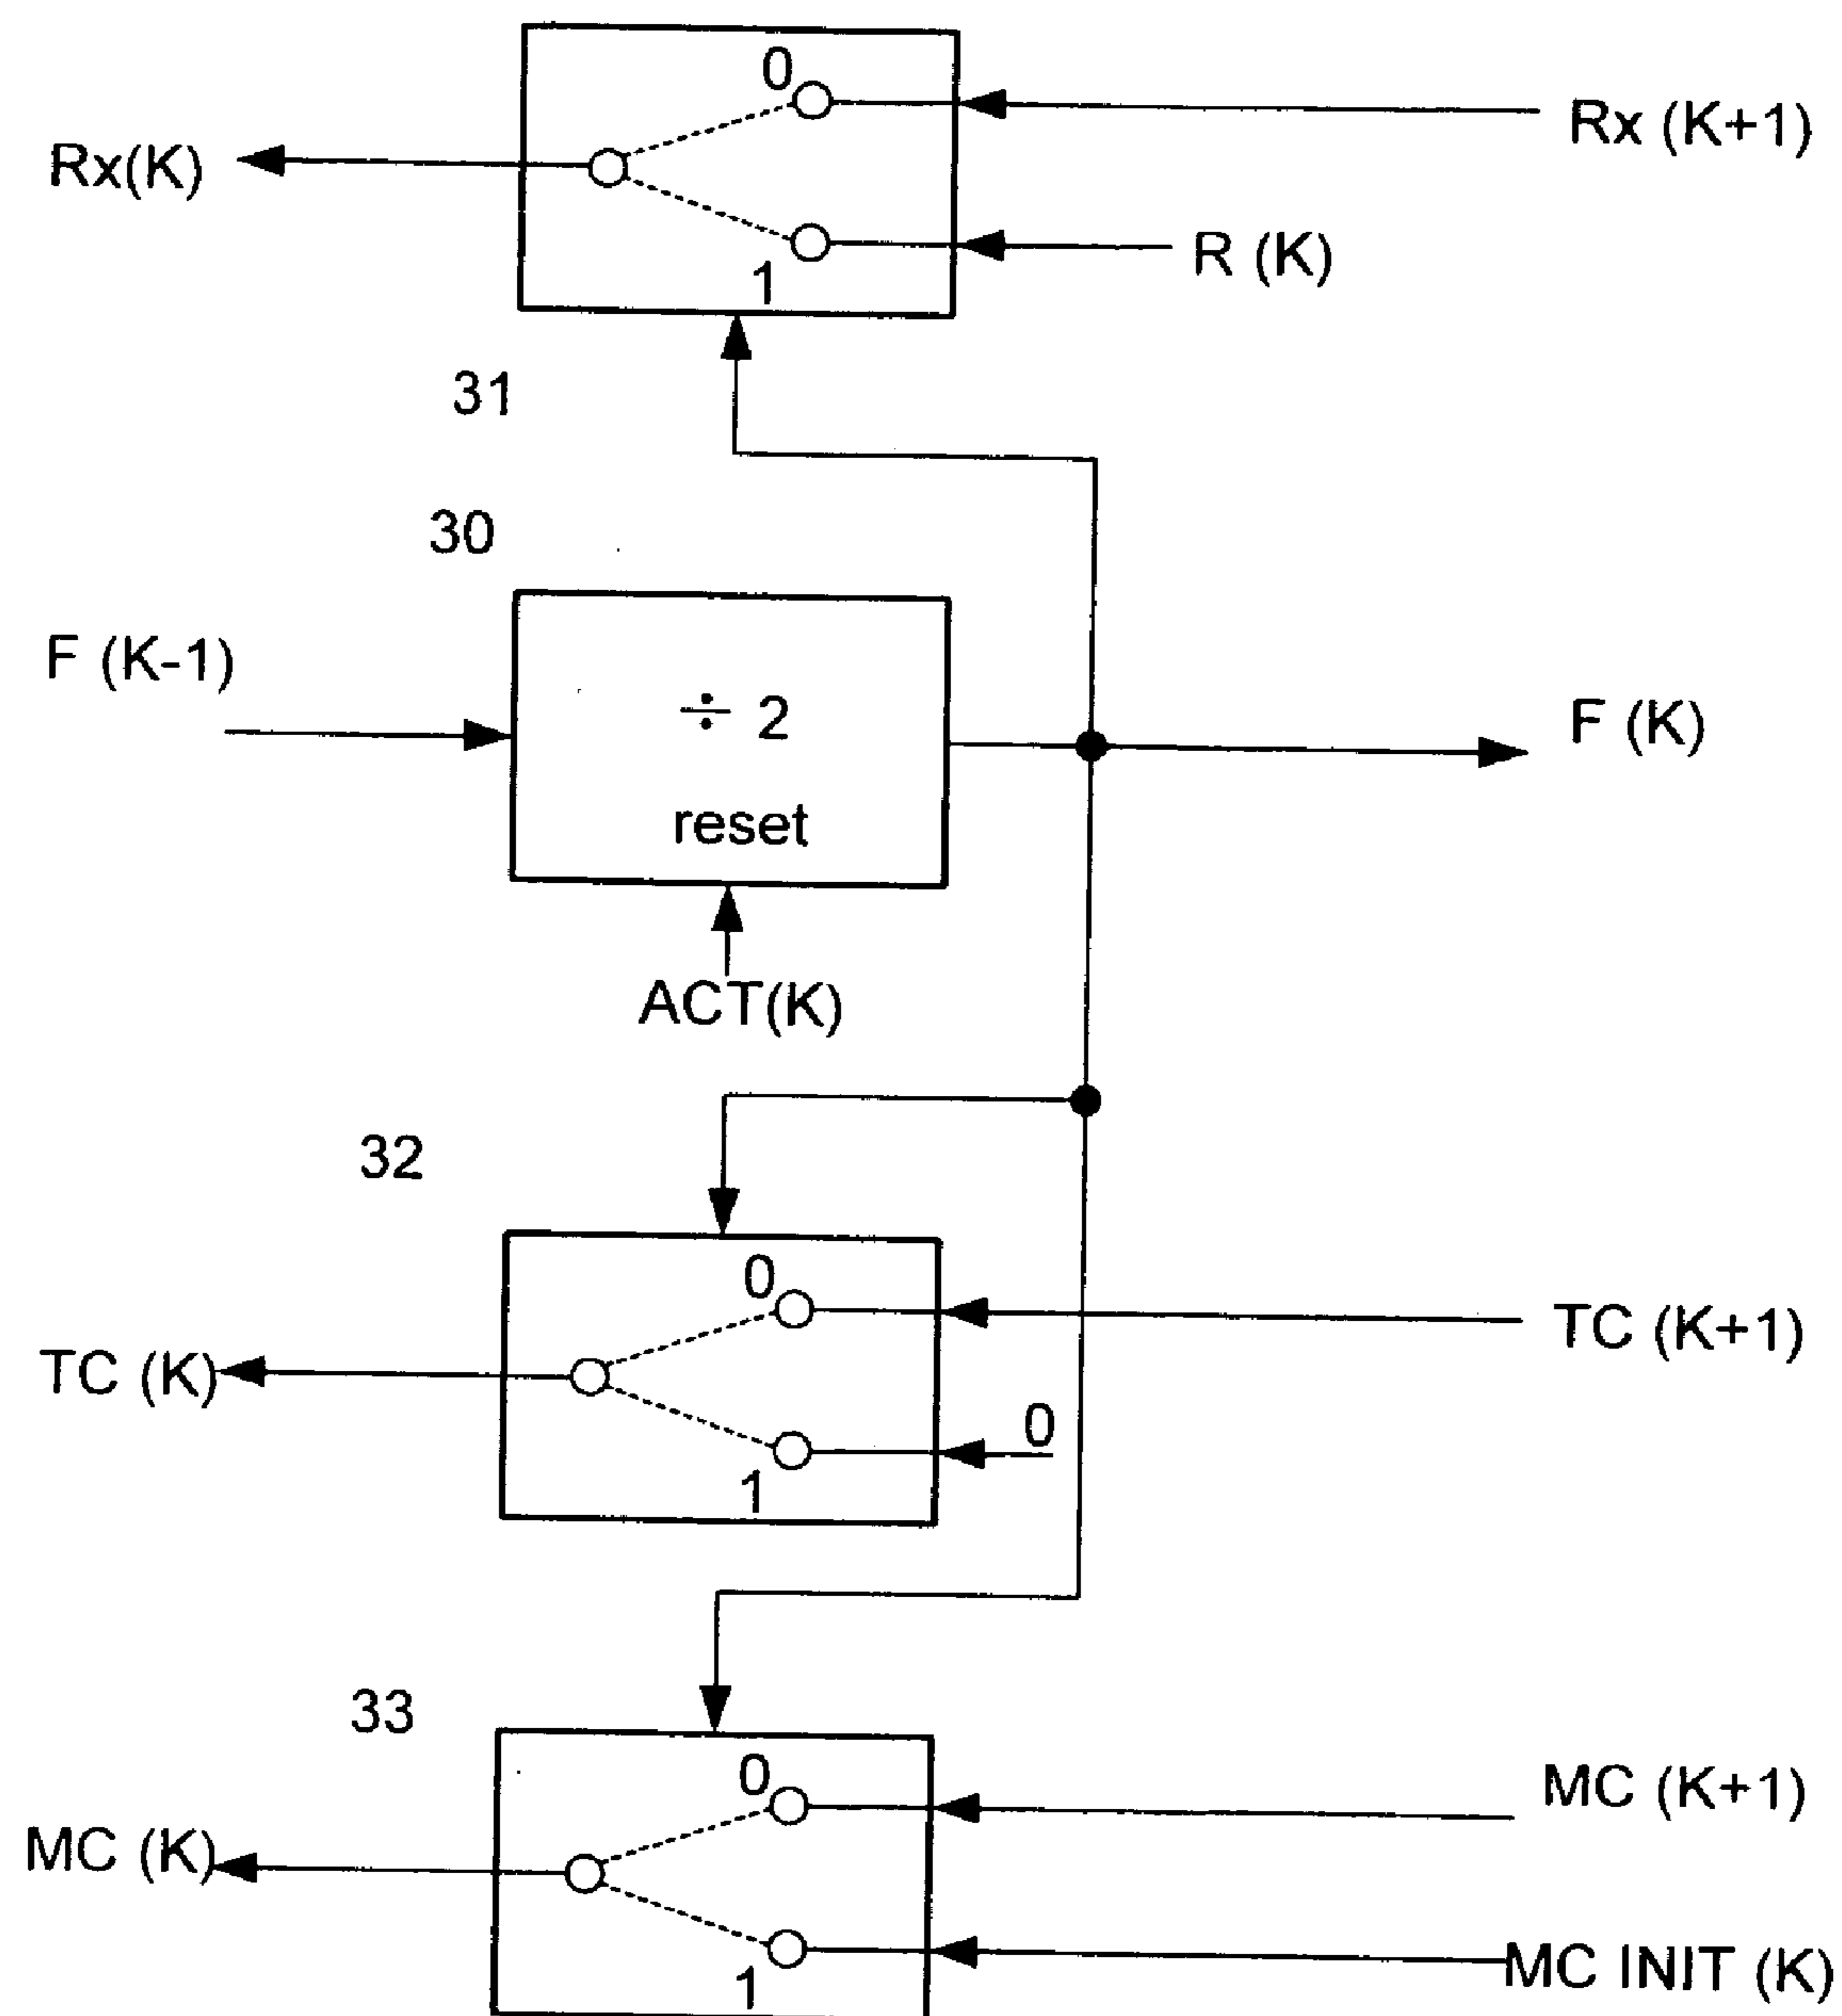 0
Rx (K+1)
Rx(K)
R (K)
1
31
30
F (K-1)
÷ 2
F (K)
reset
ACT(K)
32
0
TC (K+1)
TC (K)
0
1
33
0
MC (K+1)
MC (K)
1
MC INIT (K)